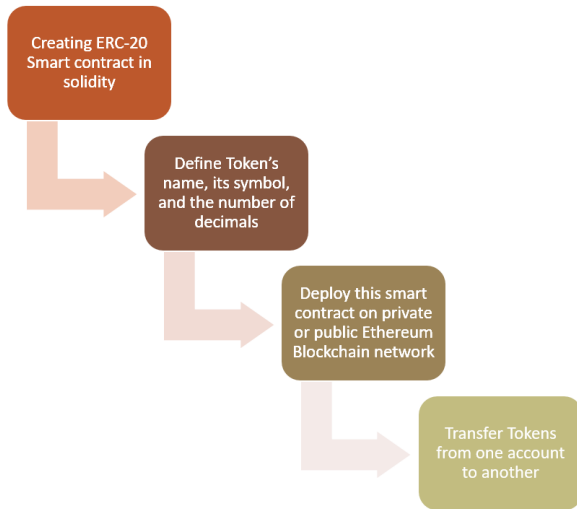 Creating ERC-20
Smart contract in
solidity
Define Token's
name, its symbol,
and the number of
decimals
Deploy this smart
contract on private
or public Ethereum
Blockchain network
Transfer Tokens
from one account
to another